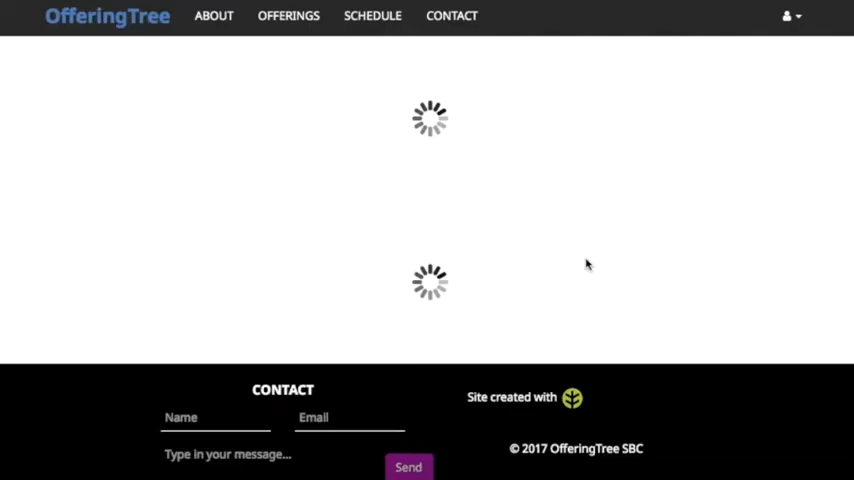 OfferingTree ABOUT OFFERINGS SCHEDULE CONTACT
CONTACT
Name Email
Type in your message...
Send
Site created with
© 2017 OfferingTree SBC